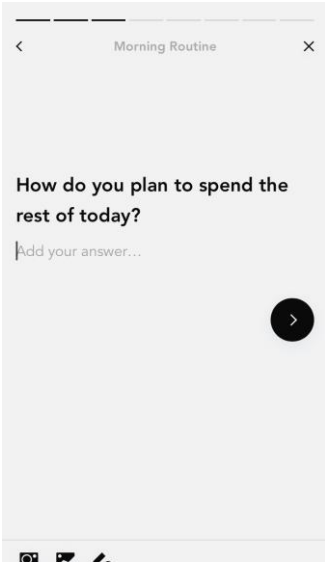 Morning Routine
How do you plan to spend the
rest of today?
Add your answer...